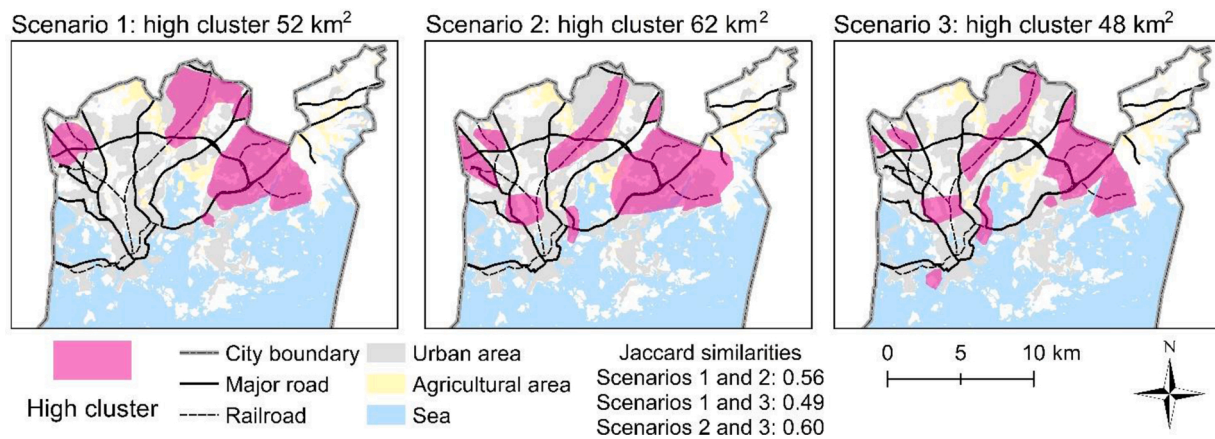 Scenario 1: high cluster 52 km²
Scenario 2: high cluster 62 km²
Scenario 3: high cluster 48 km²
High cluster
City boundary
Major road
Railroad
Urban area
Agricultural area
Sea
Jaccard similarities
Scenarios 1 and 2: 0.56
Scenarios 1 and 3: 0.49
Scenarios 2 and 3: 0.60
0 5 10 km
N